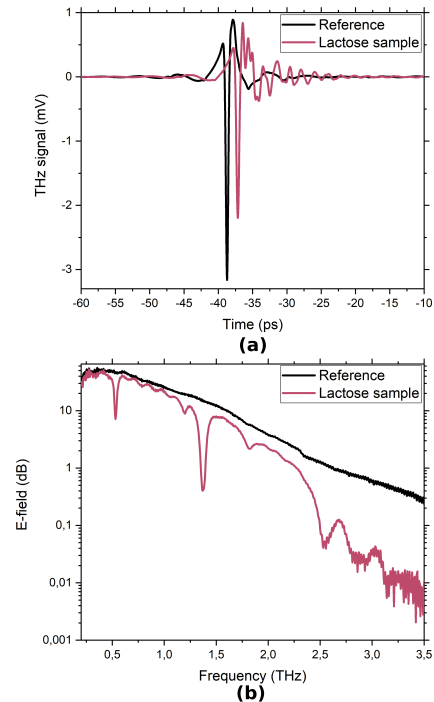 Reference
Lactose sample
THz signal (mV)
1
0
-1
-2
-3
-60 -55 -50 -45 -40 -35 -30 -25 -20 -15 -10
Time (ps)
(a)
Reference
Lactose sample
E-field (dB)
10
1
0,1
0,01
0,001
0,5 1,0 1,5 2,0 2,5 3,0 3,5
Frequency (THz)
(b)